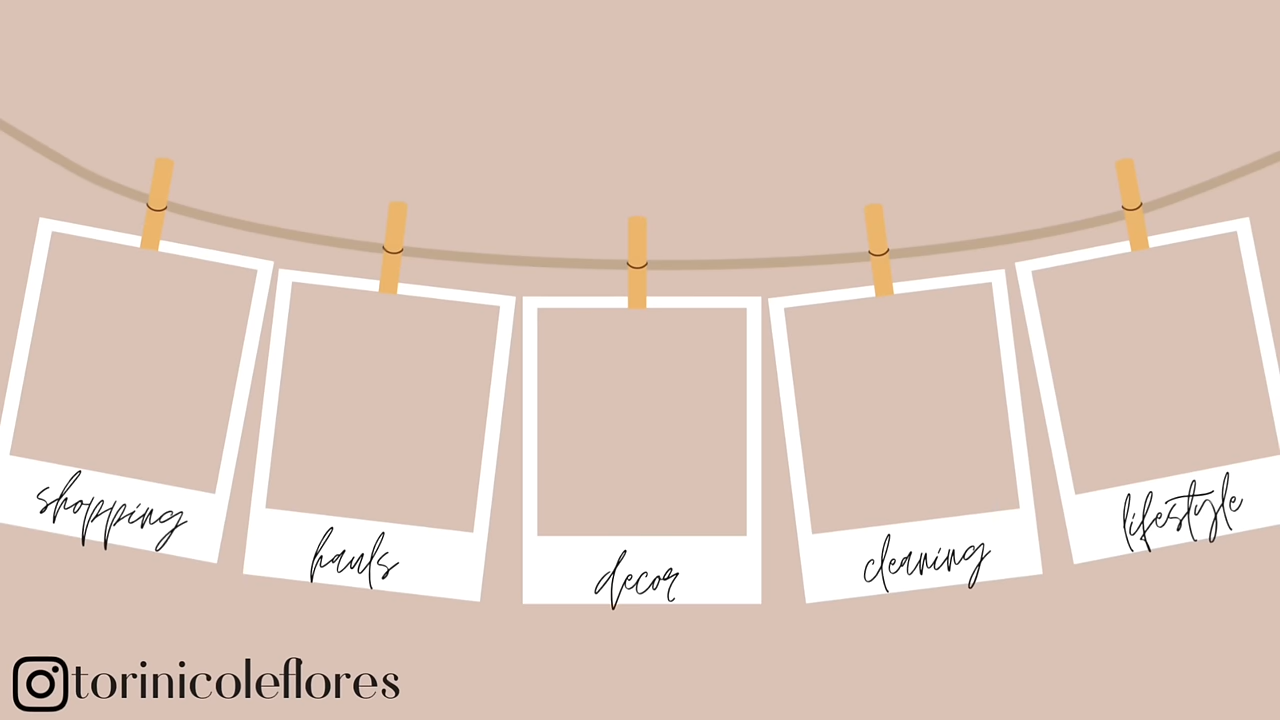 shopping
hauls
decor
cleaning
lifestyle
torinicoleflores